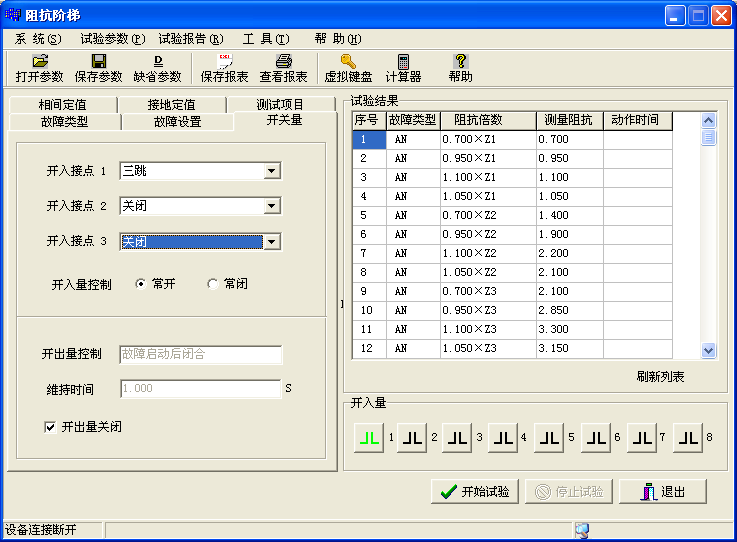 阻抗阶梯
系 统(S) 试验参数(P) 试验报告(R) 工 具(T) 帮 助(H)
打开参数 保存参数 缺省参数 保存报表 查看报表 虚拟键盘 计算器 帮助
相间定值 接地定值 测试项目
故障类型 故障设置 开关量
开入接点 1 三跳
开入接点 2 关闭
开入接点 3 关闭
开入量控制 常开 常闭
开出量控制 故障启动后闭合
维持时间 1.000 S
开出量关闭
试验结果
序号 故障类型 阻抗倍数 测量阻抗 动作时间
1 AN 0.700×Z1 0.700
2 AN 0.950×Z1 0.950
3 AN 1.100×Z1 1.100
4 AN 1.050×Z1 1.050
5 AN 0.700×Z2 1.400
6 AN 0.950×Z2 1.900
7 AN 1.100×Z2 2.200
8 AN 1.050×Z2 2.100
9 AN 0.700×Z3 2.100
10 AN 0.950×Z3 2.850
11 AN 1.100×Z3 3.300
12 AN 1.050×Z3 3.150
刷新列表
开入量
1 2 3 4 5 6 7 8
开始试验 停止试验 退出
设备连接断开